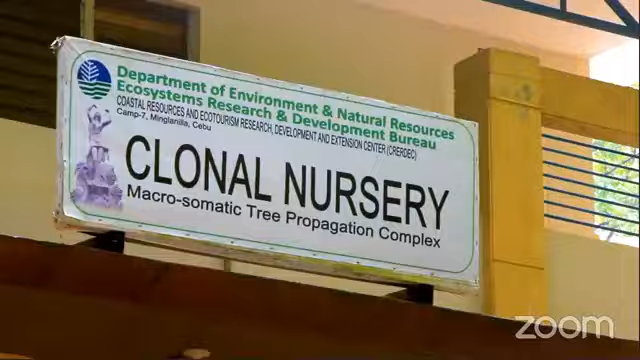 Department of Environment & Natural Resources
Ecosystems Research & Development Bureau
COASTAL RESOURCES AND ECOTOURISM RESEARCH, DEVELOPMENT AND EXTENSION CENTER (CRERDEC)
Camp-7, Minglanilla, Cebu
CLONAL NURSERY
Macro-somatic Tree Propagation Complex
zoom